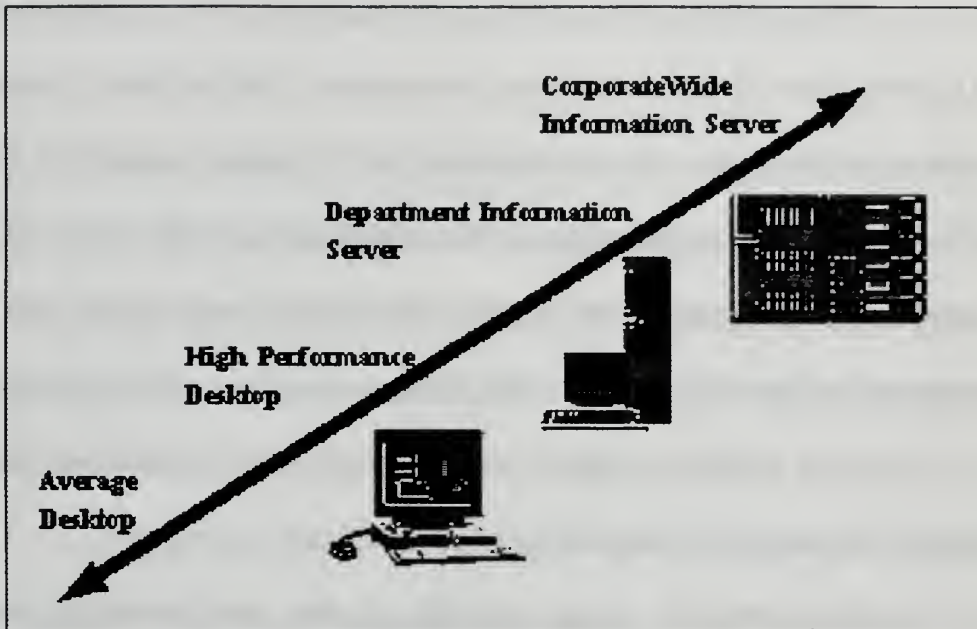 CorporateWide
Information Server
Department Information
Server
High Performance
Desktop
Average
Desktop